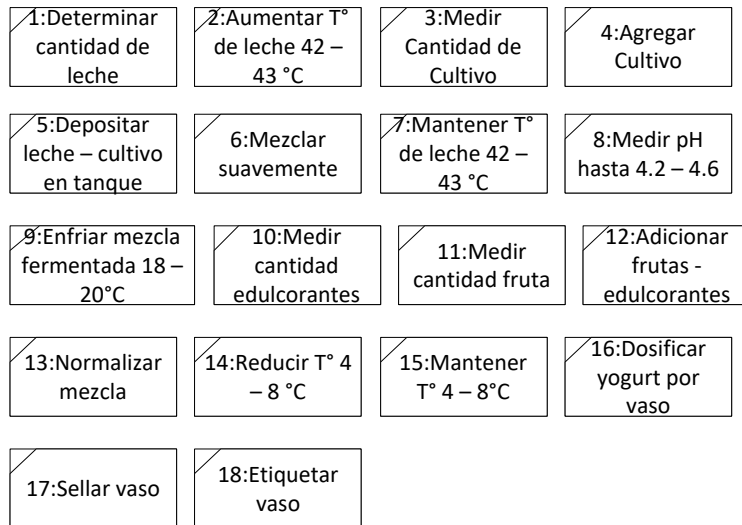 1:Determinar
cantidad de
leche
2:Aumentar T°
de leche 42 –
43 °C
3:Medir
Cantidad de
Cultivo
4:Agregar
Cultivo
5:Depositar
leche – cultivo
en tanque
6:Mezclar
suavemente
7:Mantener T°
de leche 42 –
43 °C
8:Medir pH
hasta 4.2 – 4.6
9:Enfriar mezcla
fermentada 18 –
20°C
10:Medir
cantidad
edulcorantes
11:Medir
cantidad fruta
12:Adicionar
frutas -
edulcorantes
13:Normalizar
mezcla
14:Reducir T° 4
– 8 °C
15:Mantener
T° 4 – 8°C
16:Dosificar
yogurt por
vaso
17:Sellar vaso
18:Etiquetar
vaso